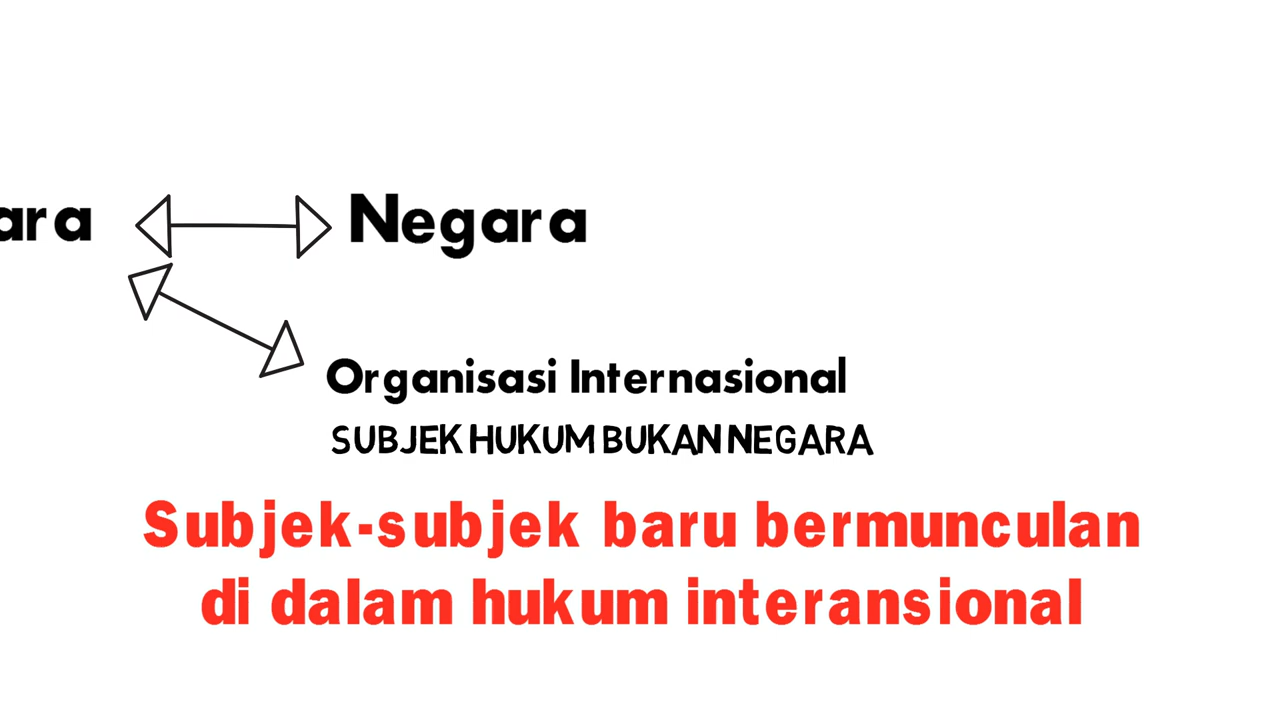 ara Negara
Organisasi Internasional
SUBJEK HUKUM BUKAN NEGARA
Subjek-subjek baru bermunculan
di dalam hukum interansional